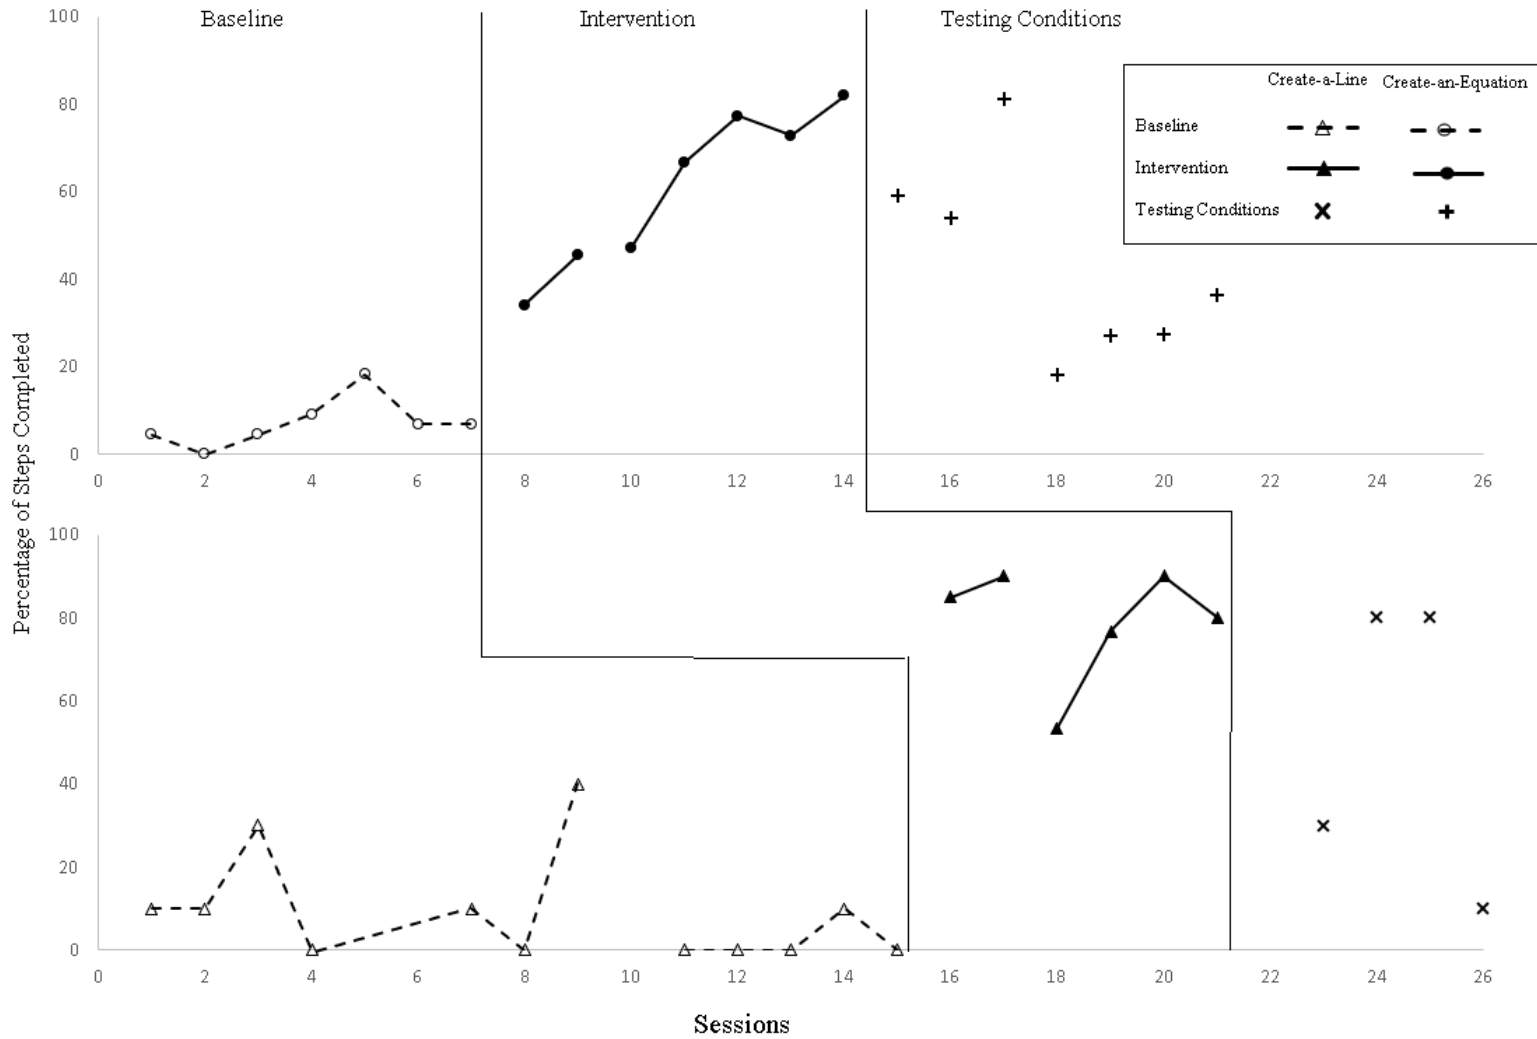 Baseline Intervention Testing Conditions
Create-a-Line Create-an-Equation
Baseline
Intervention
Testing Conditions
100
80
60
40
20
0
0 2 4 6 8 10 12 14 16 18 20 22 24 26
Percentage of Steps Completed
100
80
60
40
20
0
0 2 4 6 8 10 12 14 16 18 20 22 24 26
Sessions